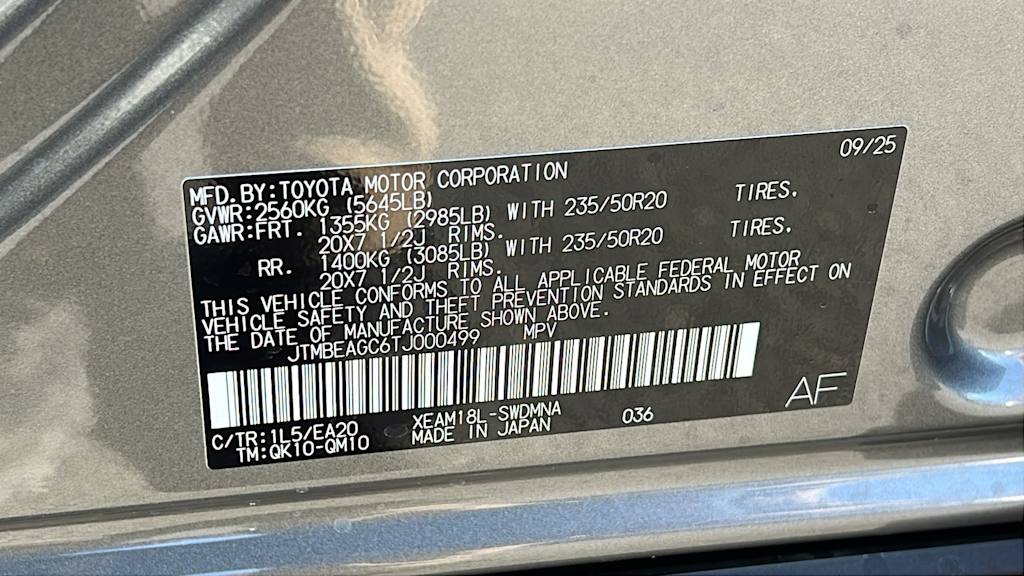 09/25
MFD.BY:TOYOTA MOTOR CORPORATION
GVWR:2560KG (5645LB)
GAWR:FRT. 1355KG (2985LB) WITH 235/50R20 TIRES.
20X7 1/2J RIMS.
RR. 1400KG (3085LB) WITH 235/50R20 TIRES.
20X7 1/2J RIMS.
THIS VEHICLE CONFORMS TO ALL APPLICABLE FEDERAL MOTOR
VEHICLE SAFETY AND THEFT PREVENTION STANDARDS IN EFFECT ON
THE DATE OF MANUFACTURE SHOWN ABOVE.
JTMBEAGC6TJ000499 MPV
C/TR:1L5/EA20 XEAM18L-SWDMNA 036
TM:QK10-QM10 MADE IN JAPAN
AF